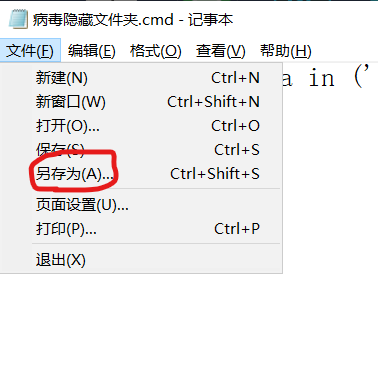 病毒隐藏文件夹.cmd - 记事本
文件(F) 编辑(E) 格式(O) 查看(V) 帮助(H)
a in ('
新建(N) Ctrl+N
新窗口(W) Ctrl+Shift+N
打开(O)... Ctrl+O
保存(S) Ctrl+S
另存为(A)... Ctrl+Shift+S
页面设置(U)...
打印(P)... Ctrl+P
退出(X)